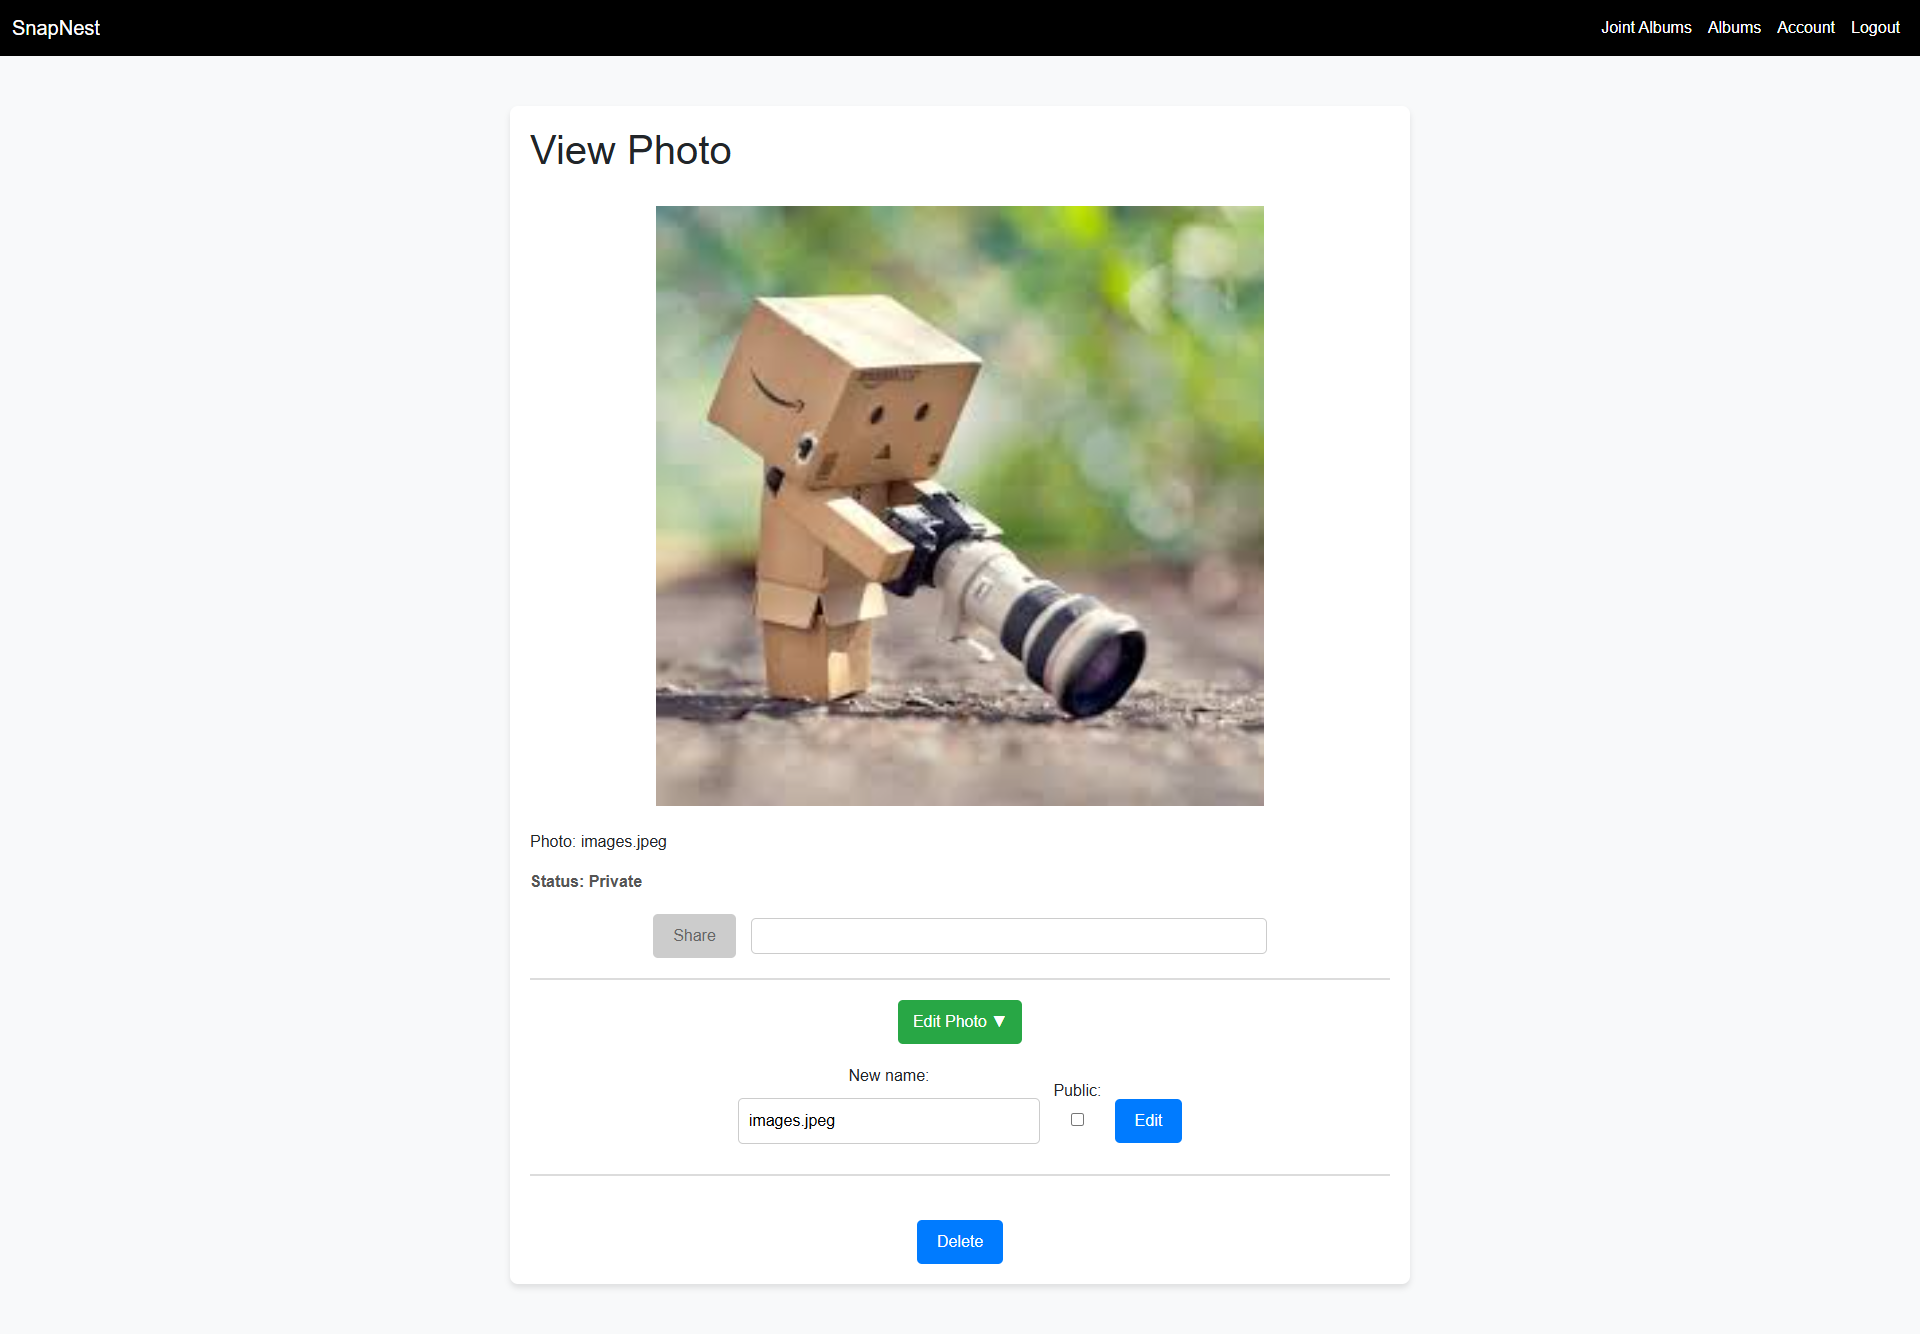 SnapNest
Joint Albums Albums Account Logout
View Photo
Photo: images.jpeg
Status: Private
Share
Edit Photo ▼
New name:
images.jpeg
Public:
Edit
Delete